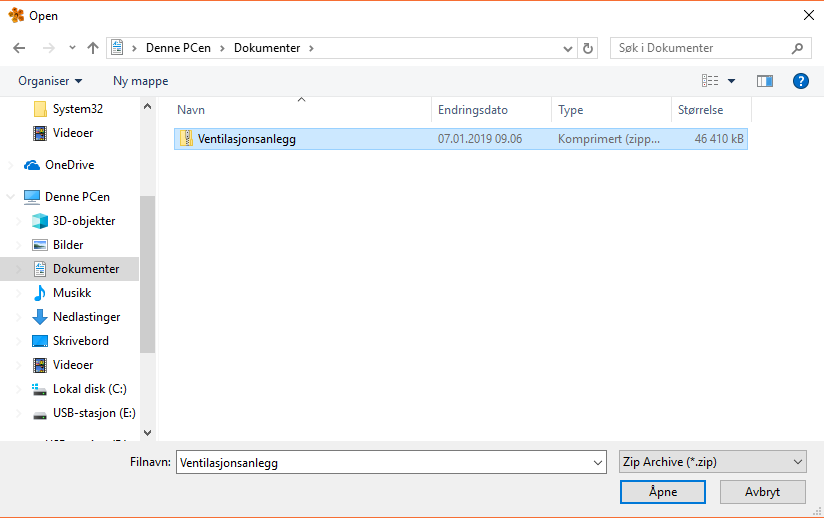 Open
Denne PCen > Dokumenter >
Søk i Dokumenter
Organiser
Ny mappe
System32
Videoer
OneDrive
Denne PCen
3D-objekter
Bilder
Dokumenter
Musikk
Nedlastinger
Skrivebord
Videoer
Lokal disk (C:)
USB-stasjon (E:)
Navn Endringsdato Type Størrelse
Ventilasjonsanlegg 07.01.2019 09.06 Komprimert (zipp... 46 410 kB
Filnavn: Ventilasjonsanlegg Zip Archive (*.zip)
Åpne Avbryt